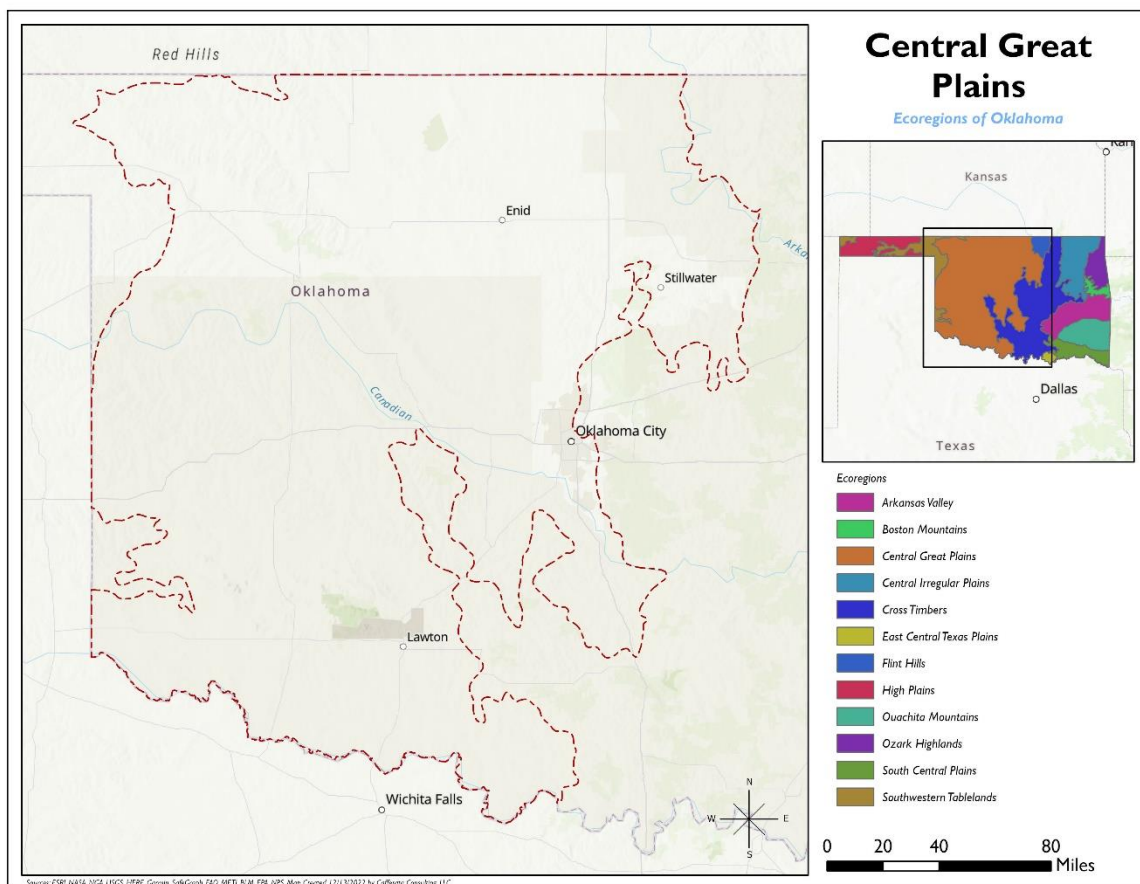 Central Great
Plains
Ecoregions of Oklahoma
Red Hills
Enid
Stillwater
Oklahoma
Canadian
Oklahoma City
Lawton
Wichita Falls
N
W E
S
Kansas
Dallas
Texas
Ecoregions
Arkansas Valley
Boston Mountains
Central Great Plains
Central Irregular Plains
Cross Timbers
East Central Texas Plains
Flint Hills
High Plains
Ouachita Mountains
Ozark Highlands
South Central Plains
Southwestern Tablelands
0 20 40 80
Miles